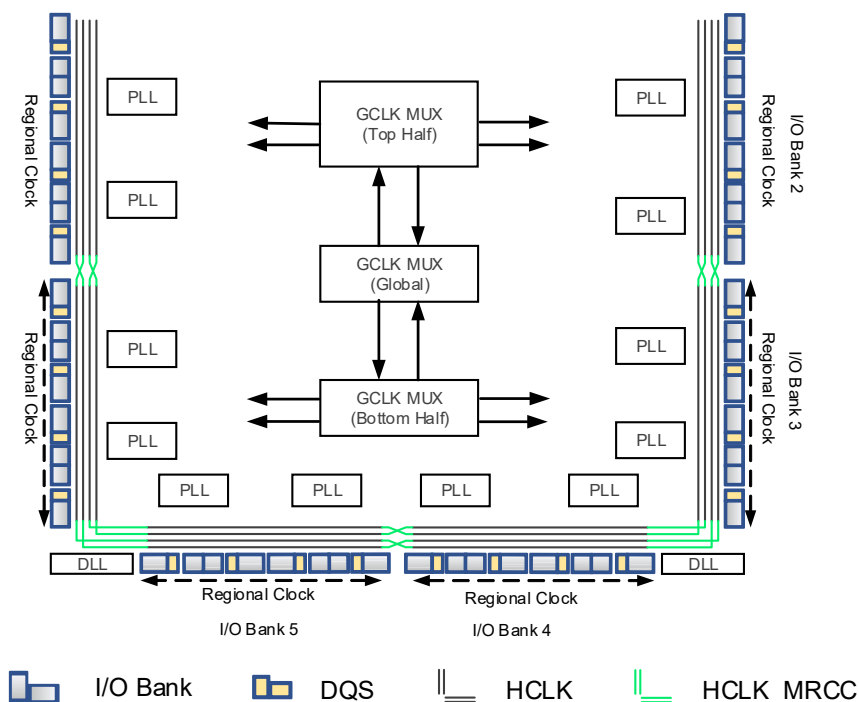 PLL
PLL
GCLK MUX
(Top Half)
Regional Clock
Regional Clock
I/O Bank 2
PLL
PLL
GCLK MUX
(Global)
PLL
PLL
Regional Clock
Regional Clock
I/O Bank 3
GCLK MUX
(Bottom Half)
PLL
PLL
PLL
PLL
PLL
PLL
DLL
DLL
Regional Clock
Regional Clock
I/O Bank 5
I/O Bank 4
I/O Bank
DQS
HCLK
HCLK MRCC